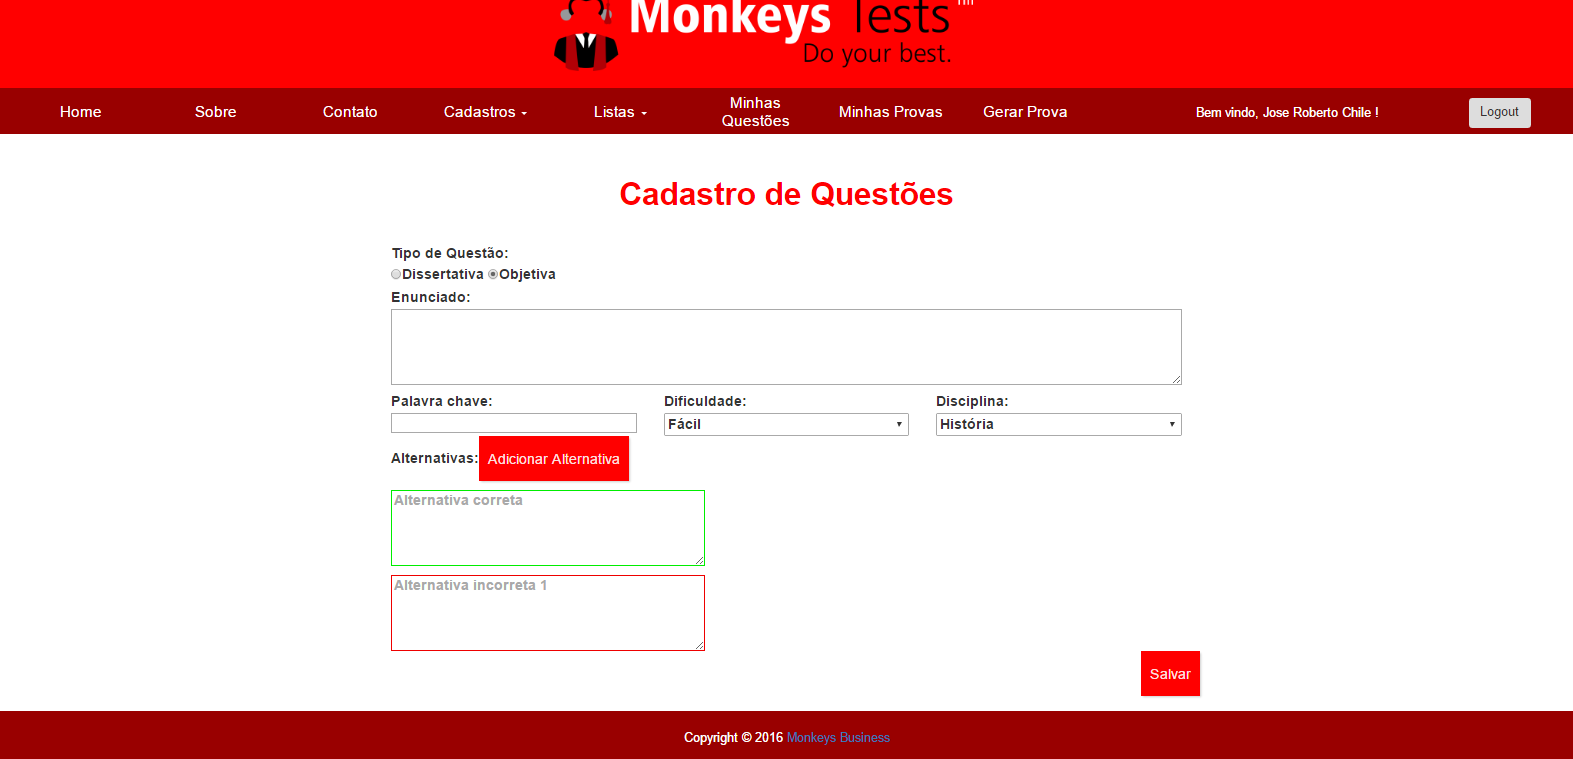 Monkeys Tests
Do your best.
Home Sobre Contato Cadastros Listas Minhas Questões Minhas Provas Gerar Prova Bem vindo, Jose Roberto Chile ! Logout
Cadastro de Questões
Tipo de Questão:
Dissertativa Objetiva
Enunciado:
Palavra chave: Dificuldade: Disciplina:
Fácil História
Alternativas: Adicionar Alternativa
Alternativa correta
Alternativa incorreta 1
Salvar
Copyright © 2016 Monkeys Business